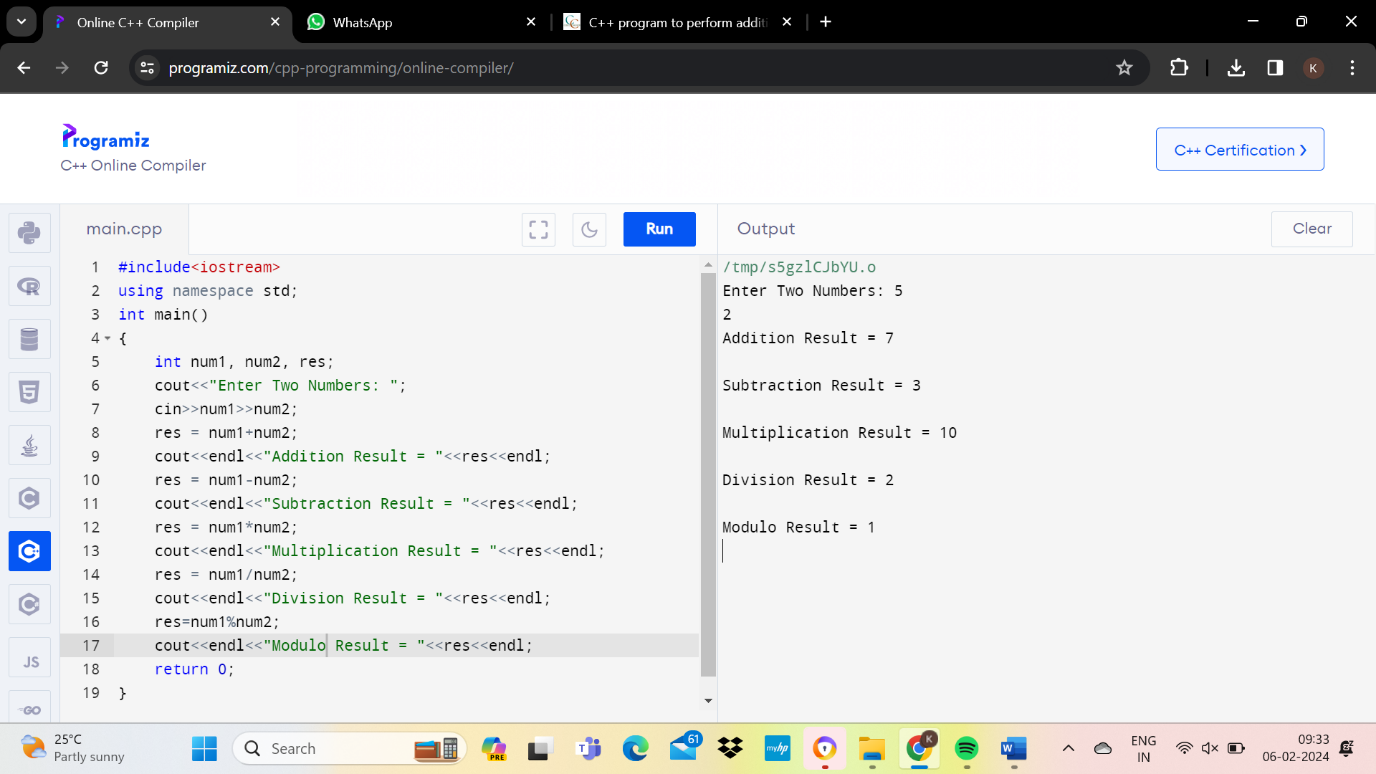 Online C++ Compiler
WhatsApp
C++ program to perform additi
programiz.com/cpp-programming/online-compiler/
K
Programiz
C++ Online Compiler
C++ Certification
main.cpp
Run
Output
Clear
1 #include<iostream>
2 using namespace std;
3 int main()
4 {
5 int num1, num2, res;
6 cout<<"Enter Two Numbers: ";
7 cin>>num1>>num2;
8 res = num1+num2;
9 cout<<endl<<"Addition Result = "<<res<<endl;
10 res = num1-num2;
11 cout<<endl<<"Subtraction Result = "<<res<<endl;
12 res = num1*num2;
13 cout<<endl<<"Multiplication Result = "<<res<<endl;
14 res = num1/num2;
15 cout<<endl<<"Division Result = "<<res<<endl;
16 res=num1%num2;
17 cout<<endl<<"Modulo Result = "<<res<<endl;
18 return 0;
19 }
/tmp/s5gzlCJbYU.o
Enter Two Numbers: 5
2
Addition Result = 7
Subtraction Result = 3
Multiplication Result = 10
Division Result = 2
Modulo Result = 1
R
5
JS
GO
25°C
Partly sunny
Search
PRE
61
myhp
K
W
ENG
IN
09:33
06-02-2024